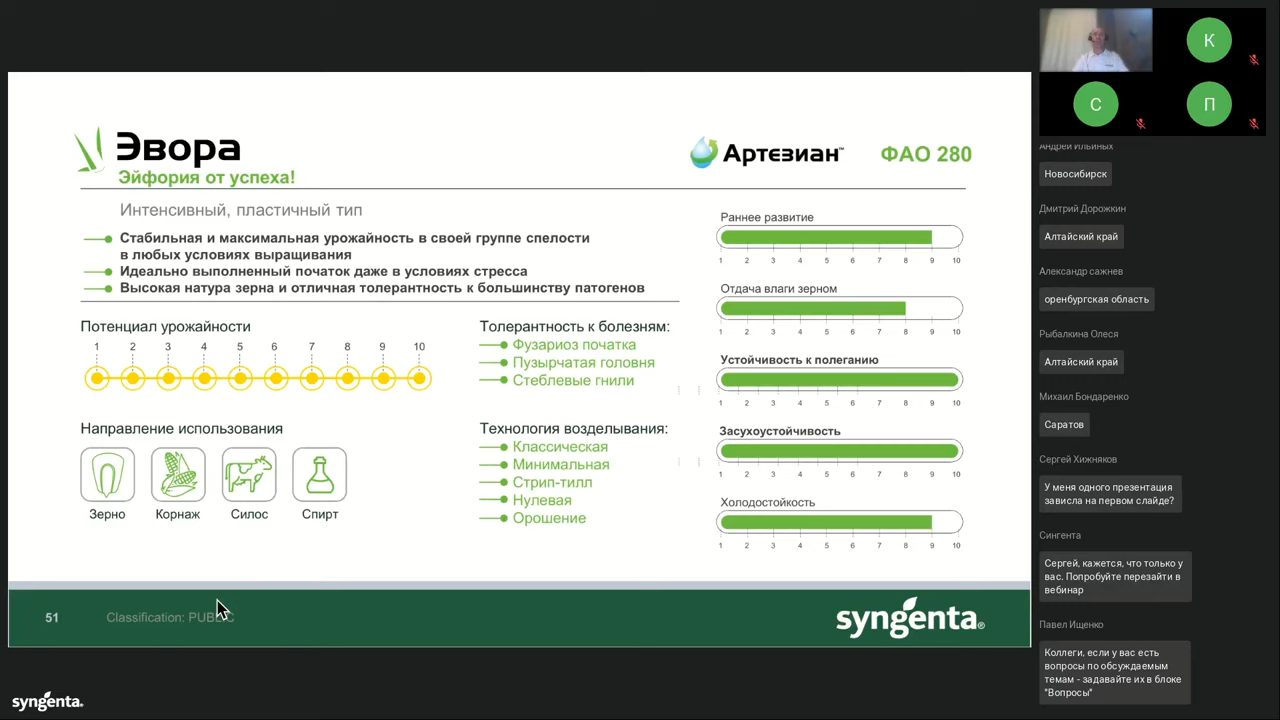 Эвора
Эйфория от успеха!
Артезиан™
ФАО 280
Интенсивный, пластичный тип
Стабильная и максимальная урожайность в своей группе спелости
в любых условиях выращивания
Идеально выполненный початок даже в условиях стресса
Высокая натура зерна и отличная толерантность к большинству патогенов
Потенциал урожайности
1 2 3 4 5 6 7 8 9 10
Направление использования
Зерно Корнаж Силос Спирт
Толерантность к болезням:
Фузариоз початка
Пузырчатая головня
Стеблевые гнили
Технология возделывания:
Классическая
Минимальная
Стрип-тилл
Нулевая
Орошение
Раннее развитие
1 2 3 4 5 6 7 8 9 10
Отдача влаги зерном
1 2 3 4 5 6 7 8 9 10
Устойчивость к полеганию
1 2 3 4 5 6 7 8 9 10
Засухоустойчивость
1 2 3 4 5 6 7 8 9 10
Холодостойкость
1 2 3 4 5 6 7 8 9 10
51
Classification: PUBLIC
syngenta®
syngenta.
К
С
П
Андрей Ильиных
Новосибирск
Дмитрий Дорожкин
Алтайский край
Александр сажнев
оренбургская область
Рыбалкина Олеся
Алтайский край
Михаил Бондаренко
Саратов
Сергей Хижняков
У меня одного презентация
зависла на первом слайде?
Сингента
Сергей, кажется, что только у
вас. Попробуйте перезайти в
вебинар
Павел Ищенко
Коллеги, если у вас есть
вопросы по обсуждаемым
темам - задавайте их в блоке
"Вопросы"